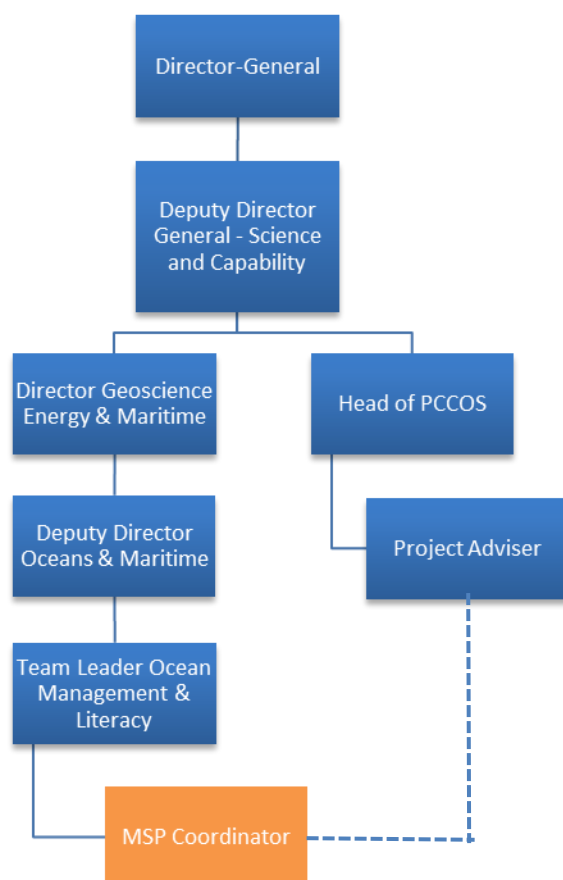 Director-General
Deputy Director
General - Science
and Capability
Director Geoscience
Energy & Maritime
Head of PCCOS
Deputy Director
Oceans & Maritime
Project Adviser
Team Leader Ocean
Management &
Literacy
MSP Coordinator